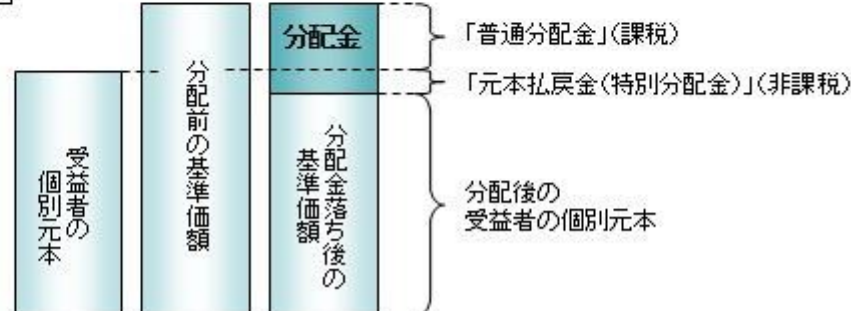 受益者の
個別元本
分配前の基準価額
分配金
分配金落ち後の
基準価額
「普通分配金」(課税)
「元本払戻金(特別分配金)」(非課税)
分配後の
受益者の個別元本